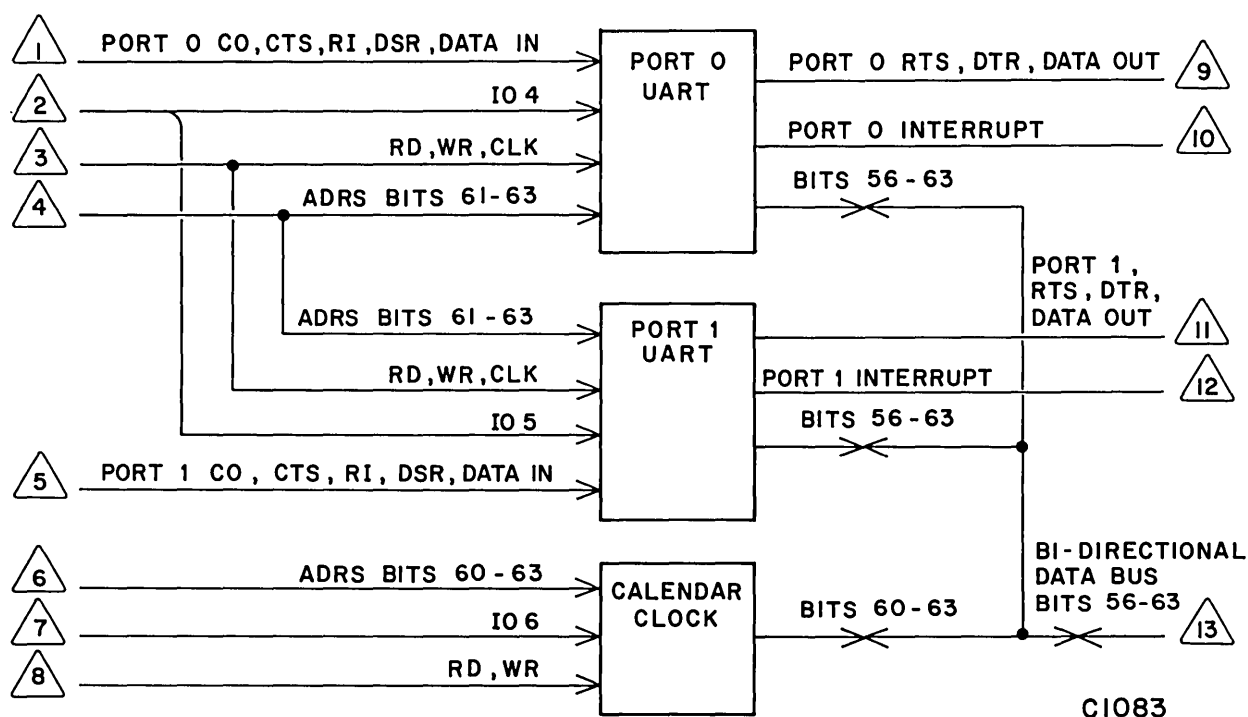 1
PORT 0 CO,CTS,RI,DSR,DATA IN
2
IO 4
3
RD,WR,CLK
4
ADRS BITS 61-63
PORT 0
UART
PORT 0 RTS, DTR, DATA OUT
9
PORT 0 INTERRUPT
10
BITS 56-63
ADRS BITS 61-63
RD,WR,CLK
IO 5
5
PORT 1 CO, CTS, RI, DSR, DATA IN
PORT 1
UART
PORT 1,
RTS, DTR,
DATA OUT
11
PORT 1 INTERRUPT
12
BITS 56-63
6
ADRS BITS 60-63
7
IO 6
8
RD,WR
CALENDAR
CLOCK
BITS 60-63
BI-DIRECTIONAL
DATA BUS
BITS 56-63
13
C1083